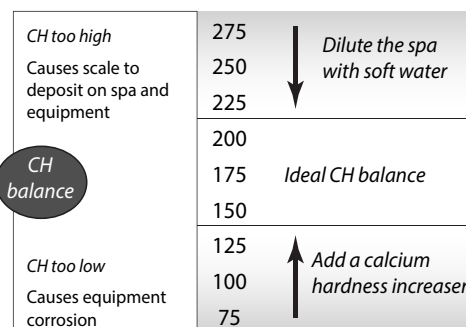 CH too high
Causes scale to
deposit on spa and
equipment
CH
balance
CH too low
Causes equipment
corrosion
275
250
225
200
175
150
125
100
75
Dilute the spa
with soft water
Ideal CH balance
Add a calcium
hardness increaser